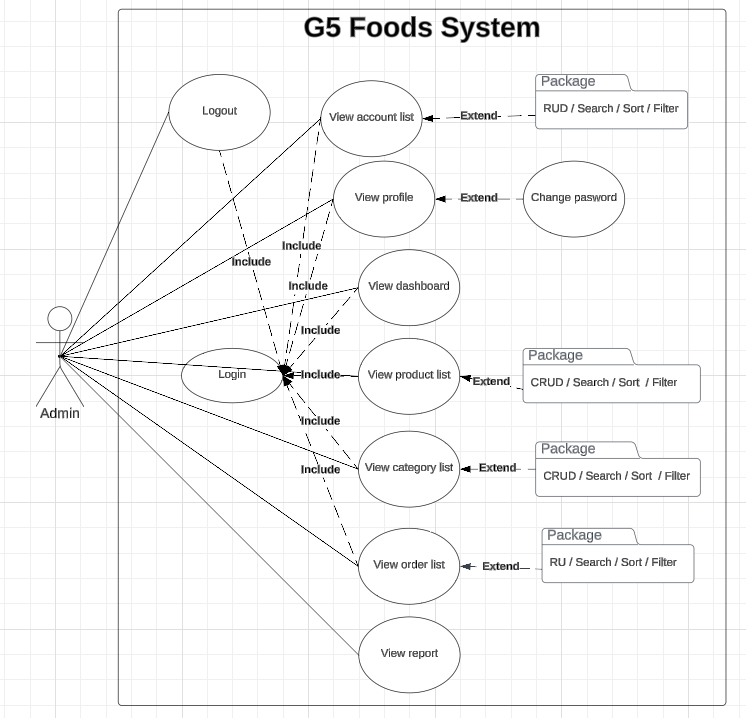 G5 Foods System
Package
RUD / Search / Sort / Filter
Logout
View account list
Extend
View profile
Extend
Change pasword
Include
Include
Include
View dashboard
Include
Package
Login
Include
View product list
Extend
CRUD / Search / Sort / Filter
Admin
Include
Package
Include
View category list
Extend
CRUD / Search / Sort / Filter
Package
View order list
Extend
RU / Search / Sort / Filter
View report